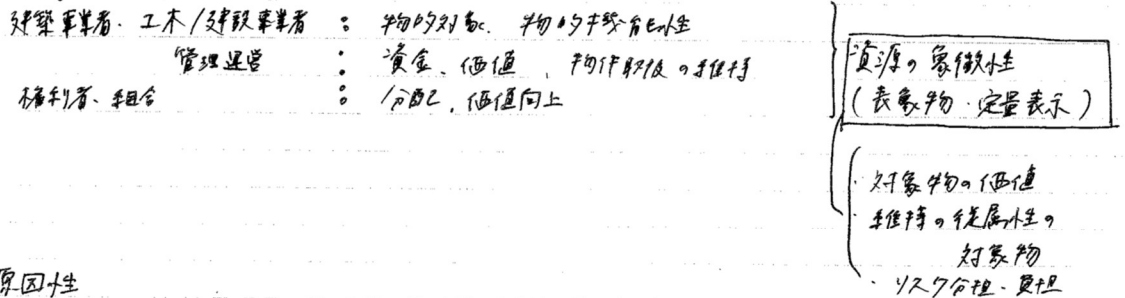 建築事業者、土木/建設事業者 : 物的対象、物的機能性
管理運営 : 資金、価値、物件取扱の維持
権利者、組合 : 分配、価値向上
資源の象徴性
(表象物・定量表示)
・対象物の価値
・維持の従属性の
対象物
・リスク分担・負担
原因性